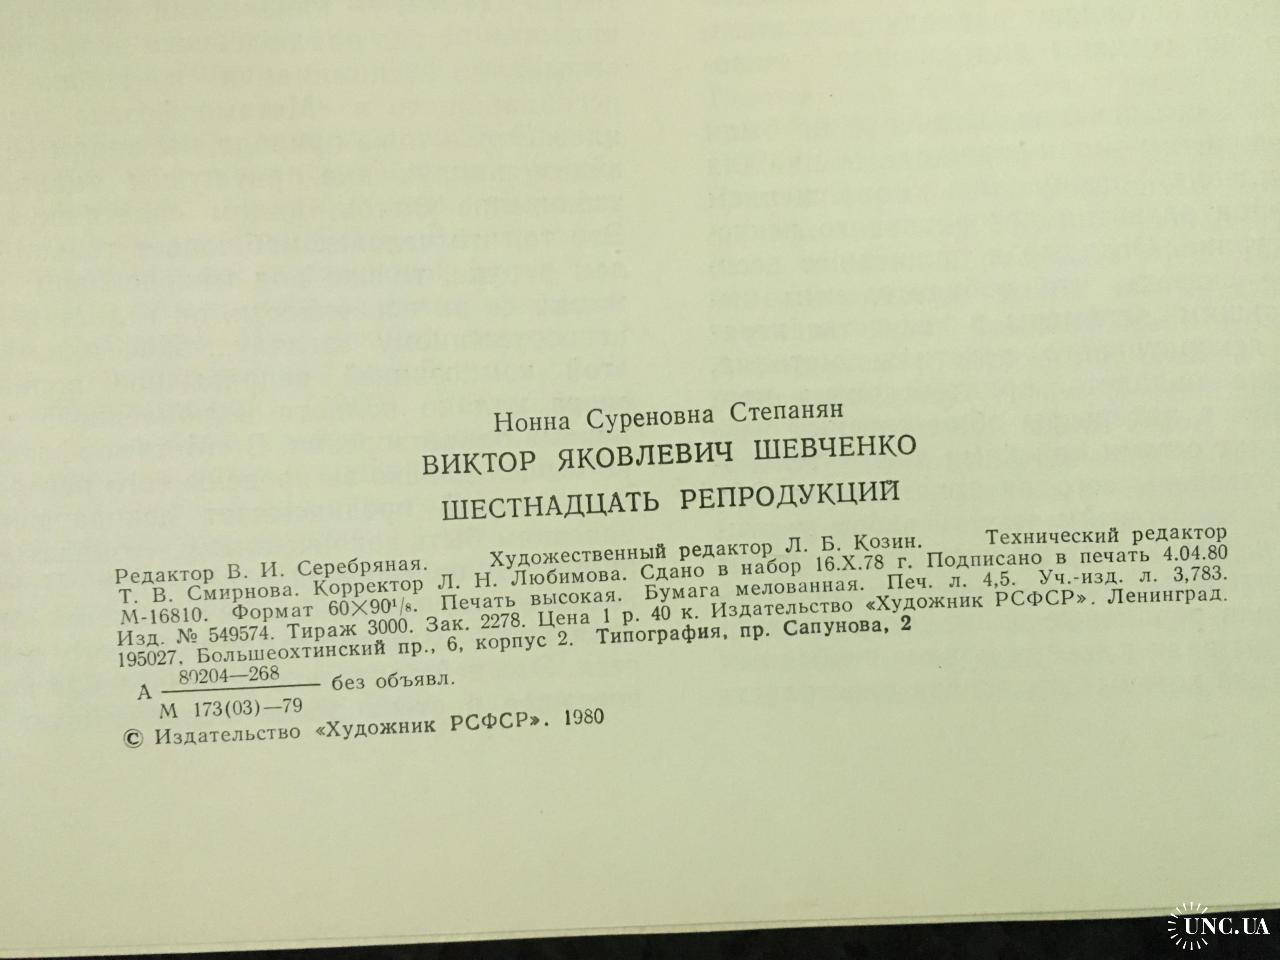 Нонна Суреновна Степанян
ВИКТОР ЯКОВЛЕВИЧ ШЕВЧЕНКО
ШЕСТНАДЦАТЬ РЕПРОДУКЦИЙ
Редактор В. И. Серебряная. Художественный редактор Л. Б. Козин. Технический редактор
Т. В. Смирнова. Корректор Л. Н. Любимова. Сдано в набор 16.X.78 г. Подписано в печать 4.04.80
М-16810. Формат 60×90¹/₈. Печать высокая. Бумага мелованная. Печ. л. 4,5. Уч.-изд. л. 3,783.
Изд. № 549574. Тираж 3000. Зак. 2278. Цена 1 р. 40 к. Издательство «Художник РСФСР». Ленинград.
195027, Большеохтинский пр., 6, корпус 2. Типография, пр. Сапунова, 2
80204—268
А ——— без объявл.
М 173(03)—79
© Издательство «Художник РСФСР». 1980
UNC.UA